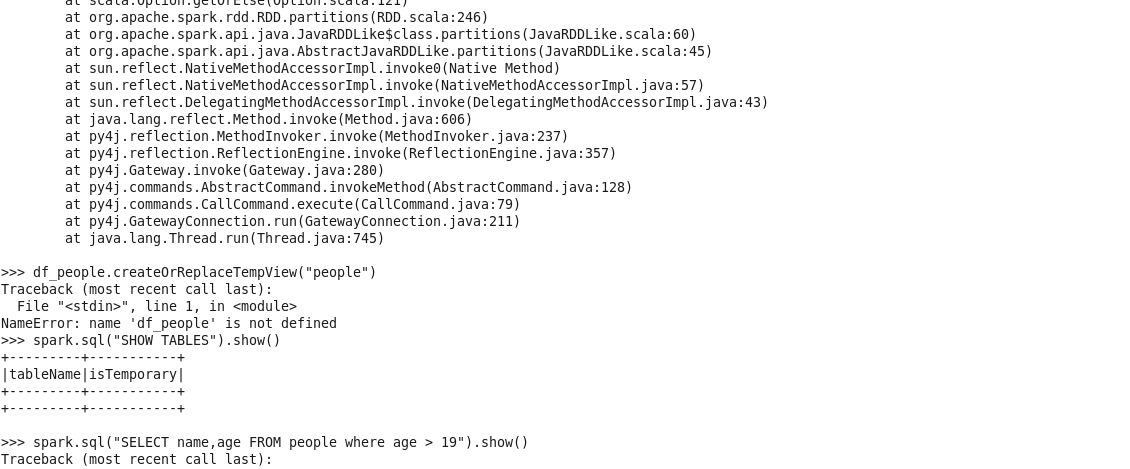 at scala.Option.getOrElse(Option.scala:121)
at org.apache.spark.rdd.RDD.partitions(RDD.scala:246)
at org.apache.spark.api.java.JavaRDDLike$class.partitions(JavaRDDLike.scala:60)
at org.apache.spark.api.java.AbstractJavaRDDLike.partitions(JavaRDDLike.scala:45)
at sun.reflect.NativeMethodAccessorImpl.invoke0(Native Method)
at sun.reflect.NativeMethodAccessorImpl.invoke(NativeMethodAccessorImpl.java:57)
at sun.reflect.DelegatingMethodAccessorImpl.invoke(DelegatingMethodAccessorImpl.java:43)
at java.lang.reflect.Method.invoke(Method.java:606)
at py4j.reflection.MethodInvoker.invoke(MethodInvoker.java:237)
at py4j.reflection.ReflectionEngine.invoke(ReflectionEngine.java:357)
at py4j.Gateway.invoke(Gateway.java:280)
at py4j.commands.AbstractCommand.invokeMethod(AbstractCommand.java:128)
at py4j.commands.CallCommand.execute(CallCommand.java:79)
at py4j.GatewayConnection.run(GatewayConnection.java:211)
at java.lang.Thread.run(Thread.java:745)
>>> df_people.createOrReplaceTempView("people")
Traceback (most recent call last):
  File "<stdin>", line 1, in <module>
NameError: name 'df_people' is not defined
>>> spark.sql("SHOW TABLES").show()
+---------+-----------+
|tableName|isTemporary|
+---------+-----------+
+---------+-----------+
>>> spark.sql("SELECT name,age FROM people where age > 19").show()
Traceback (most recent call last):